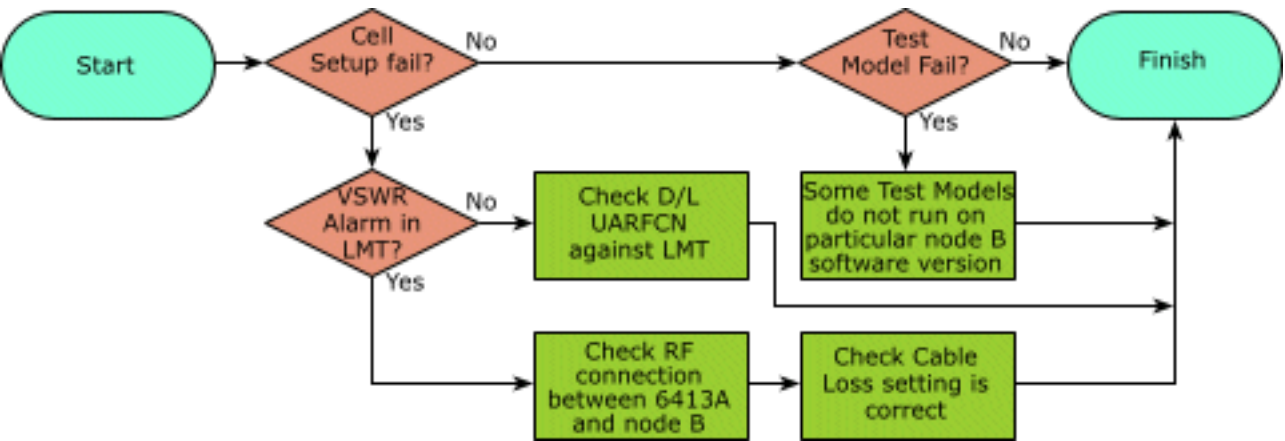 Start
Cell
Setup fail?
No
Yes
Test
Model Fail?
No
Yes
Finish
VSWR
Alarm in
LMT?
No
Yes
Check D/L
UARFCN
against LMT
Some Test Models
do not run on
particular node B
software version
Check RF
connection
between 6413A
and node B
Check Cable
Loss setting is
correct